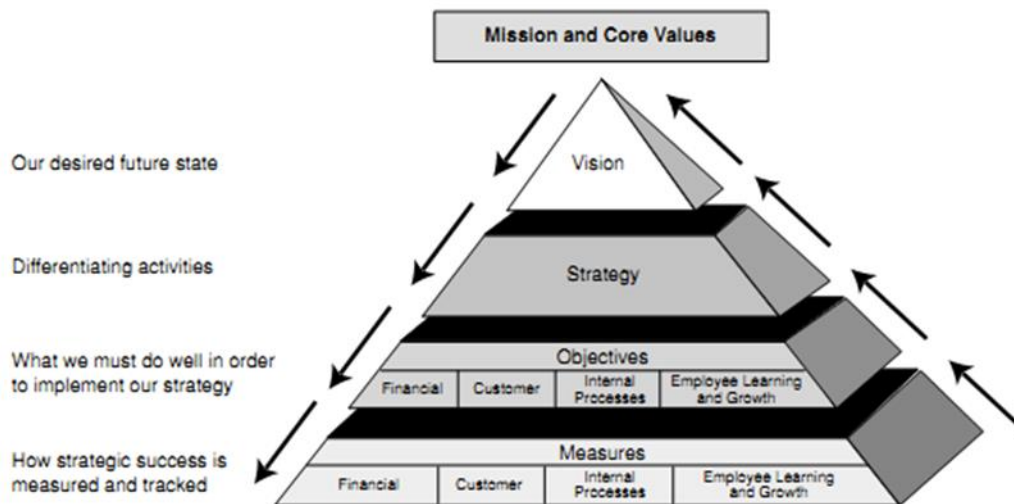 Mission and Core Values
Our desired future state
Vision
Differentiating activities
Strategy
What we must do well in order
to implement our strategy
Objectives
Financial
Customer
Internal
Processes
Employee Learning
and Growth
How strategic success is
measured and tracked
Measures
Financial
Customer
Internal
Processes
Employee Learning
and Growth